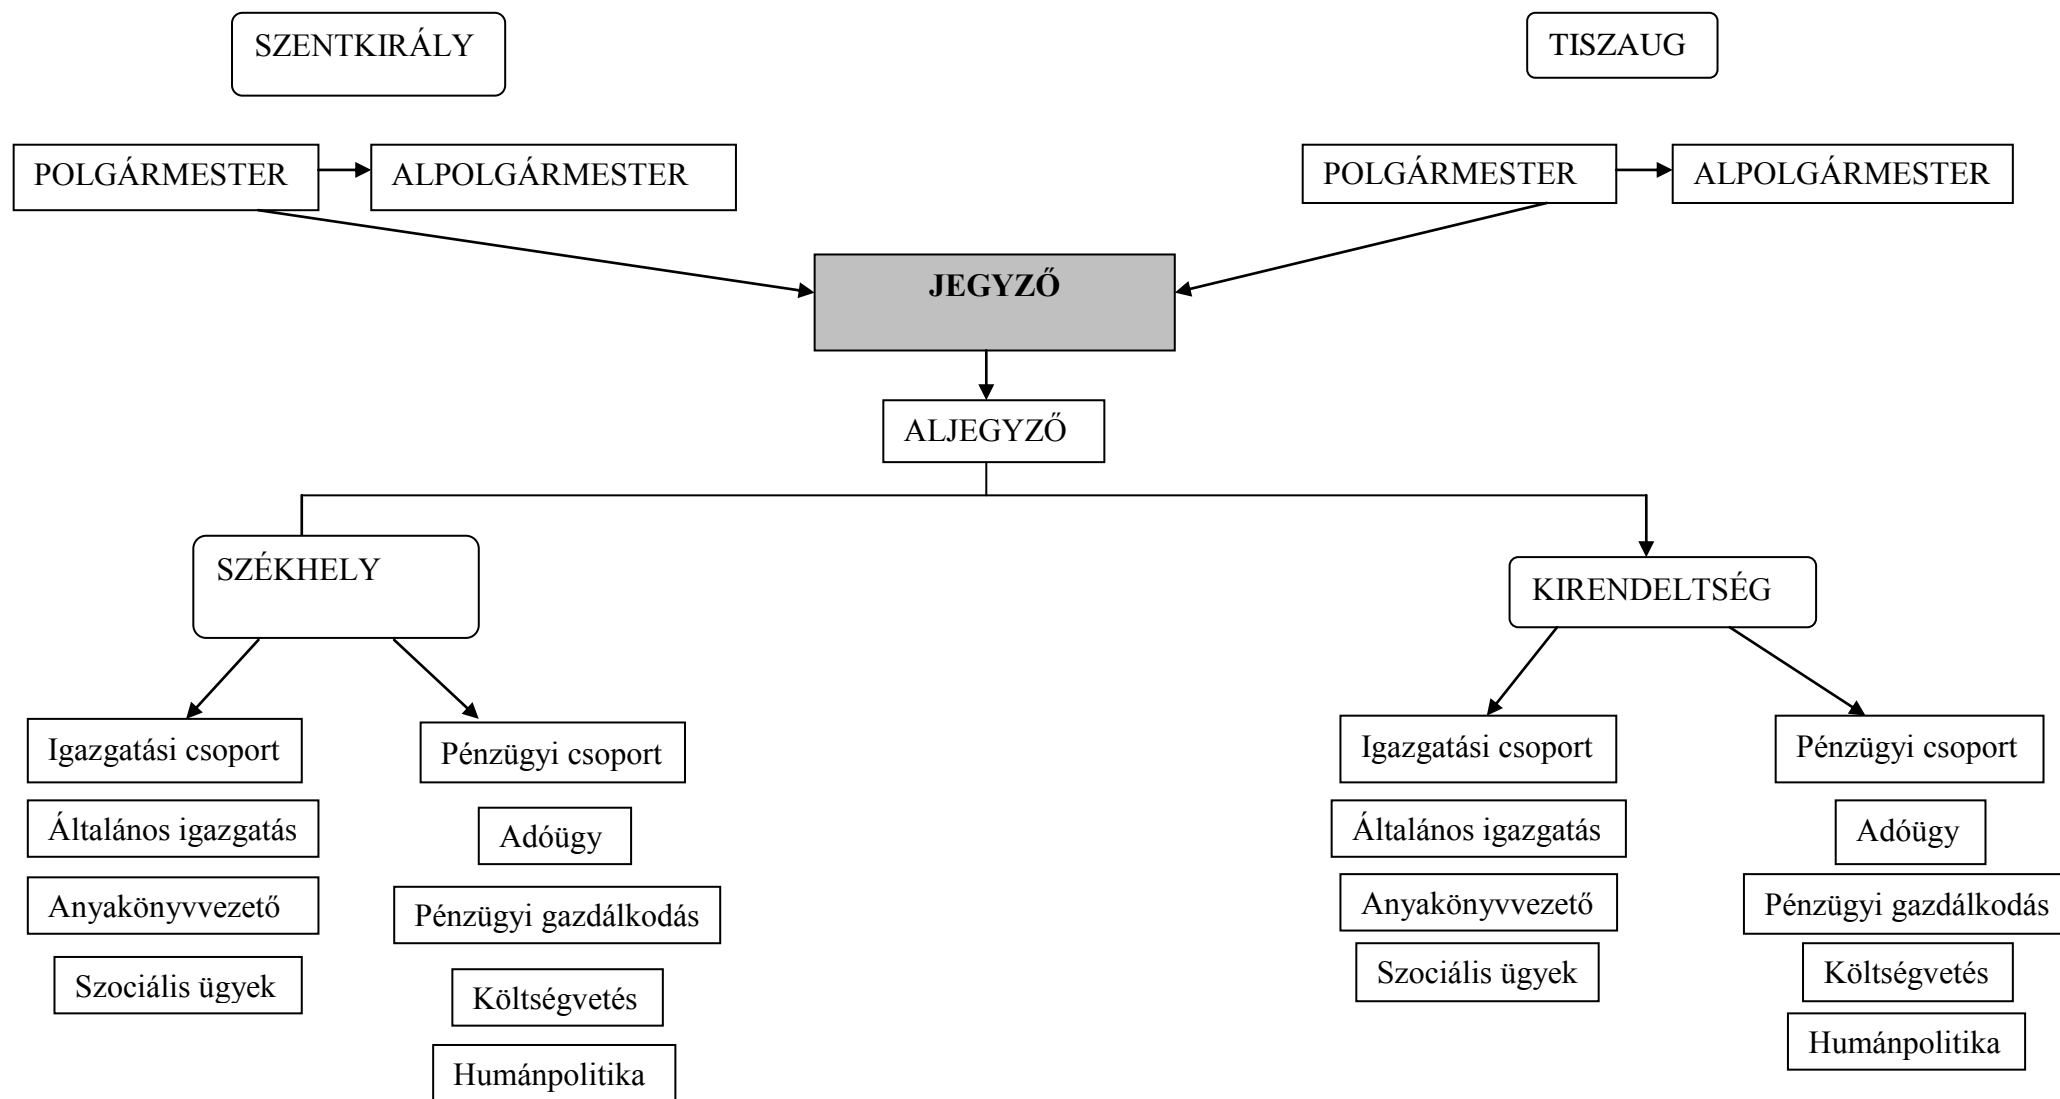 SZENTKIRÁLY
TISZAUG
POLGÁRMESTER
ALPOLGÁRMESTER
POLGÁRMESTER
ALPOLGÁRMESTER
JEGYZŐ
ALJEGYZŐ
SZÉKHELY
KIRENDELTSÉG
Igazgatási csoport
Pénzügyi csoport
Igazgatási csoport
Pénzügyi csoport
Általános igazgatás
Adóügy
Általános igazgatás
Adóügy
Anyakönyvvezető
Pénzügyi gazdálkodás
Anyakönyvvezető
Pénzügyi gazdálkodás
Szociális ügyek
Költségvetés
Szociális ügyek
Költségvetés
Humánpolitika
Humánpolitika